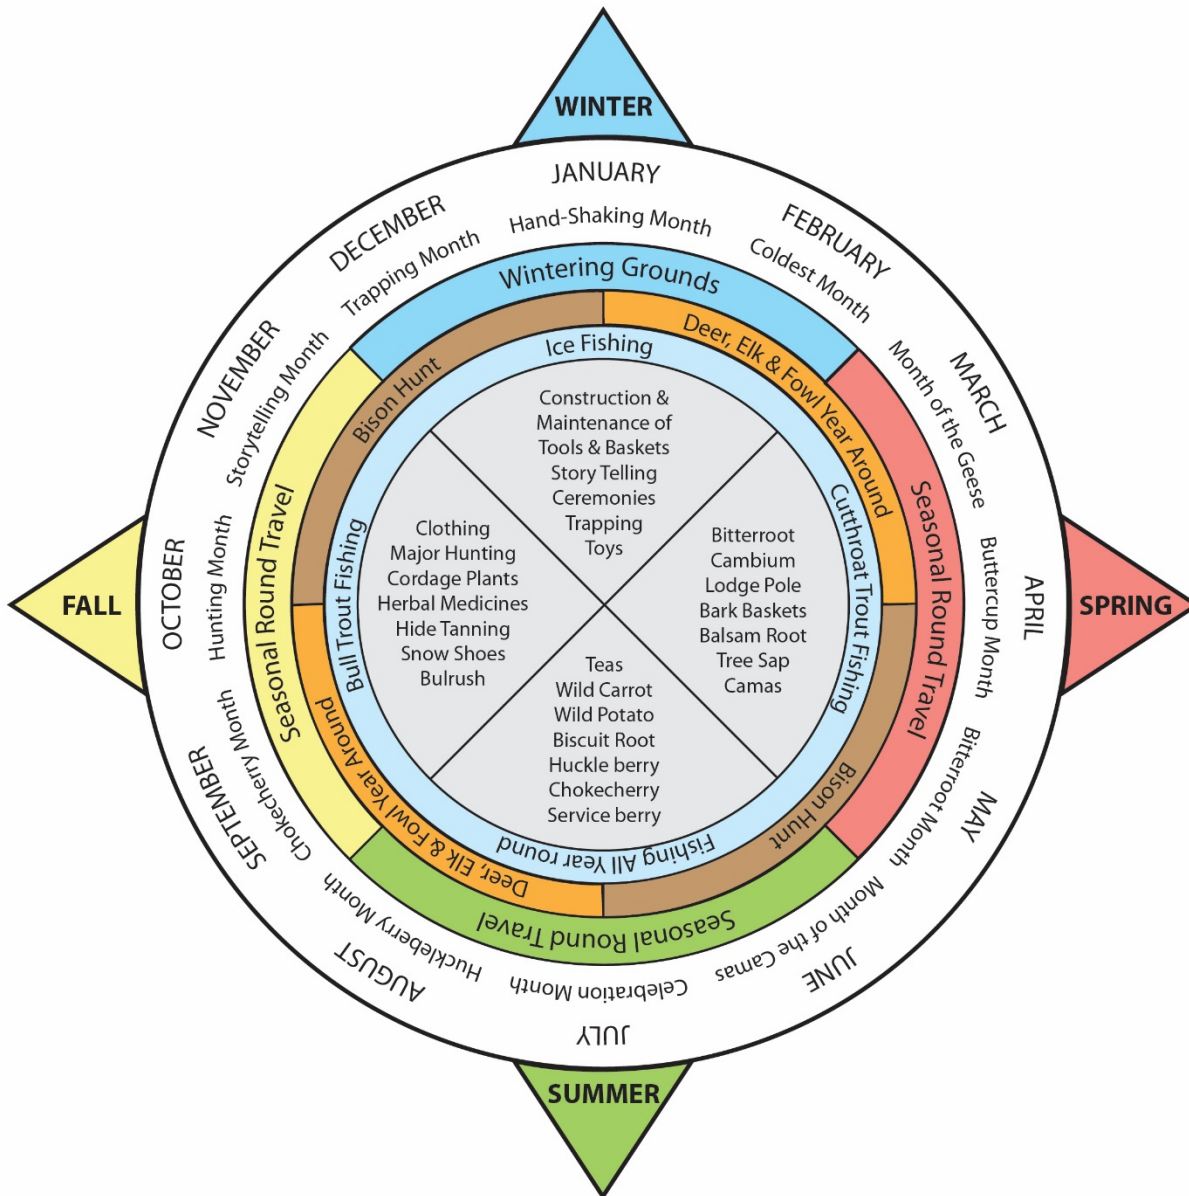 WINTER
JANUARY
FEBRUARY
MARCH
APRIL
MAY
JUNE
JULY
AUGUST
SEPTEMBER
OCTOBER
NOVEMBER
DECEMBER
Hand-Shaking Month
Coldest Month
Month of the Geese
Buttercup Month
Bitterroot Month
Month of the Camas
Celebration Month
Huckleberry Month
Chokecherry Month
Hunting Month
Storytelling Month
Trapping Month
SPRING
SUMMER
FALL
Wintering Grounds
Seasonal Round Travel
Seasonal Round Travel
Seasonal Round Travel
Deer, Elk & Fowl Year Around
Bison Hunt
Deer, Elk & Fowl Year Around
Bison Hunt
Ice Fishing
Cutthroat Trout Fishing
Fishing All Year round
Bull Trout Fishing
Construction &
Maintenance of
Tools & Baskets
Story Telling
Ceremonies
Trapping
Toys
Bitterroot
Cambium
Lodge Pole
Bark Baskets
Balsam Root
Tree Sap
Camas
Teas
Wild Carrot
Wild Potato
Biscuit Root
Huckle berry
Chokecherry
Service berry
Clothing
Major Hunting
Cordage Plants
Herbal Medicines
Hide Tanning
Snow Shoes
Bulrush